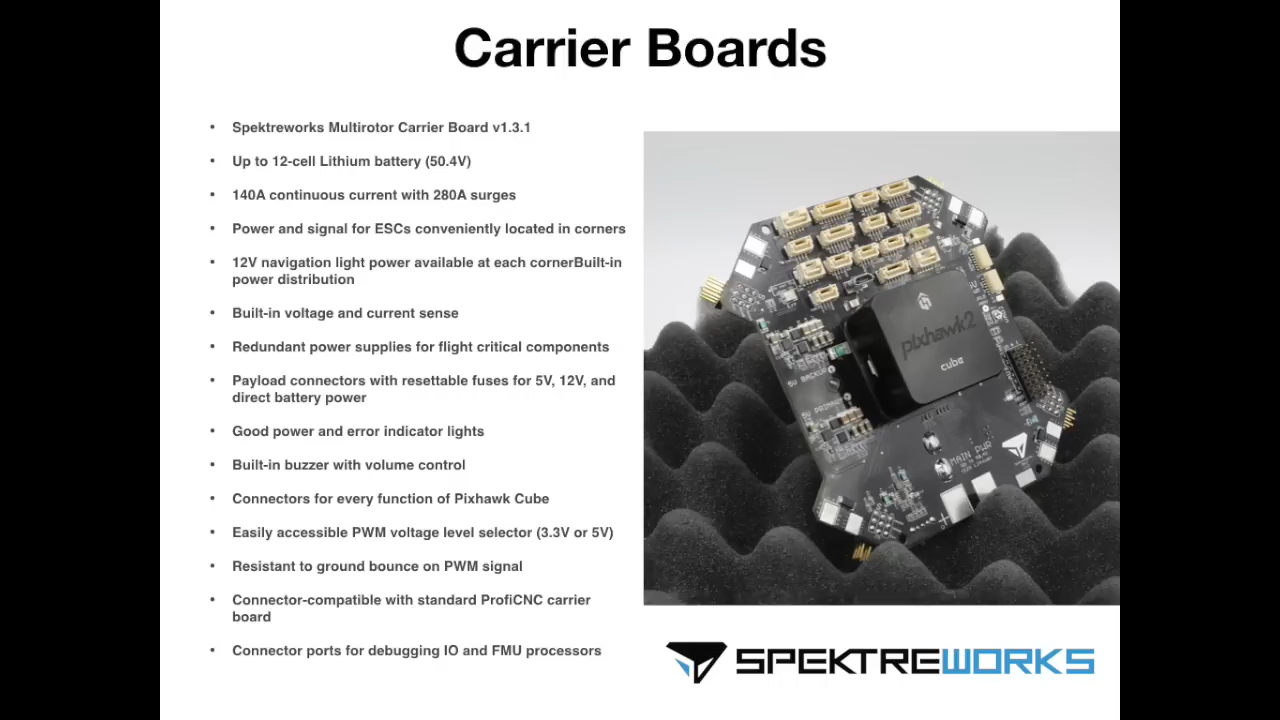 Carrier Boards
• Spektreworks Multirotor Carrier Board v1.3.1
• Up to 12-cell Lithium battery (50.4V)
• 140A continuous current with 280A surges
• Power and signal for ESCs conveniently located in corners
• 12V navigation light power available at each cornerBuilt-in
power distribution
• Built-in voltage and current sense
• Redundant power supplies for flight critical components
• Payload connectors with resettable fuses for 5V, 12V, and
direct battery power
• Good power and error indicator lights
• Built-in buzzer with volume control
• Connectors for every function of Pixhawk Cube
• Easily accessible PWM voltage level selector (3.3V or 5V)
• Resistant to ground bounce on PWM signal
• Connector-compatible with standard ProfiCNC carrier
board
• Connector ports for debugging IO and FMU processors
pixhawk2
cube
5V BACKUP
5V PRIMARY
MAIN PWR
SPEKTREWORKS